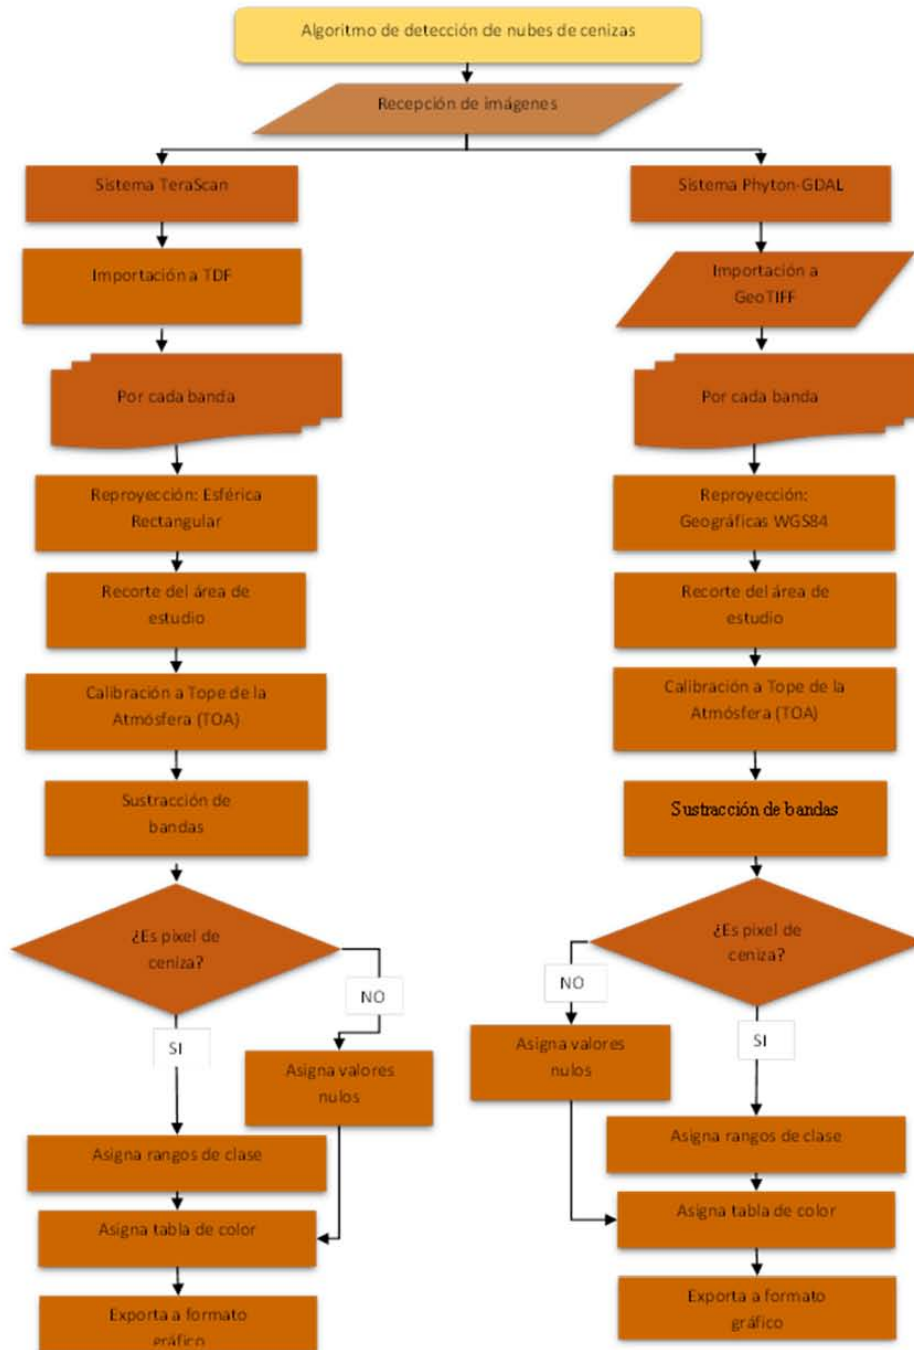 Algoritmo de detección de nubes de cenizas
Recepción de imágenes
Sistema TeraScan
Importación a TDF
Por cada banda
Reproyección: Esférica
Rectangular
Recorte del área de
estudio
Calibración a Tope de la
Atmósfera (TOA)
Sustracción de
bandas
¿Es pixel de
ceniza?
NO
SI
Asigna valores
nulos
Asigna rangos de clase
Asigna tabla de color
Exporta a formato
gráfico
Sistema Phyton-GDAL
Importación a
GeoTIFF
Por cada banda
Reproyección:
Geográficas WGS84
Recorte del área de
estudio
Calibración a Tope de la
Atmósfera (TOA)
Sustracción de bandas
¿Es pixel de
ceniza?
NO
SI
Asigna valores
nulos
Asigna rangos de clase
Asigna tabla de color
Exporta a formato
gráfico